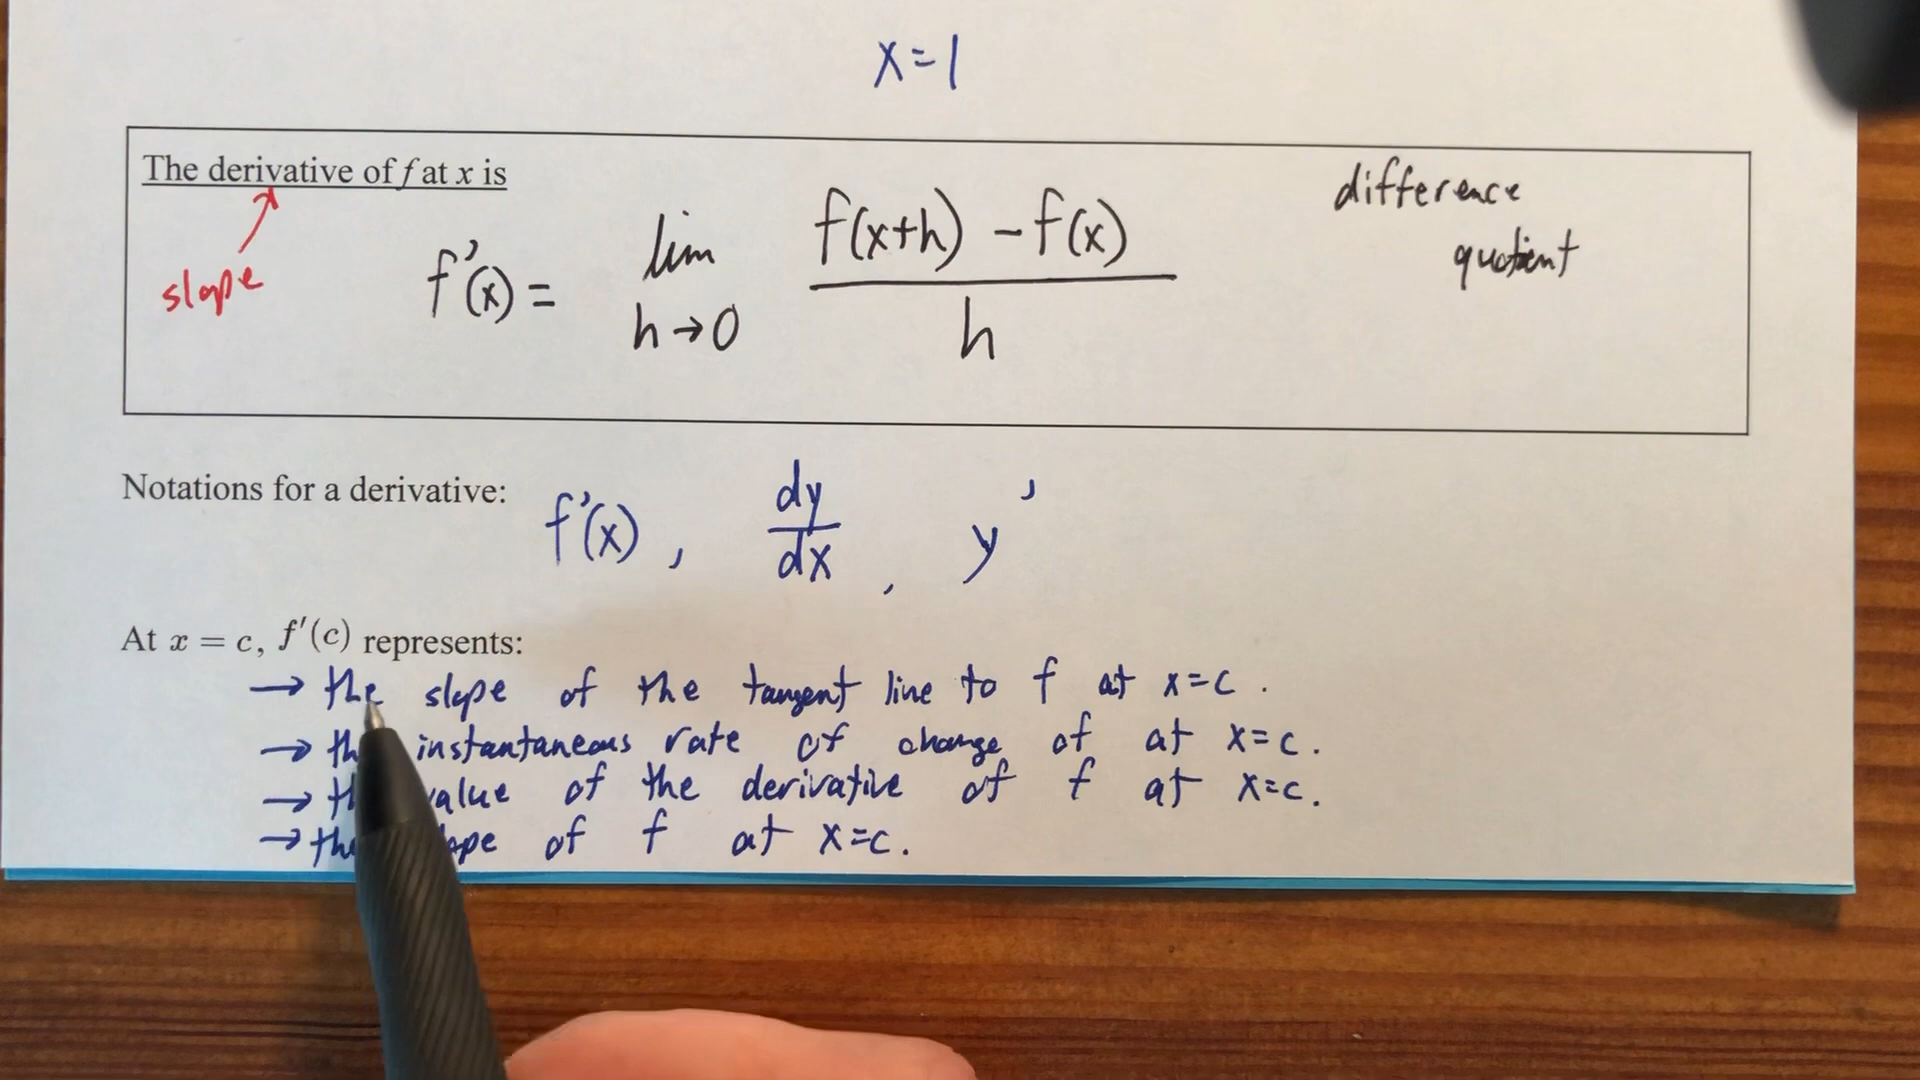 x=1
The derivative of f at x is
slope
f'(x) = lim h→0 f(x+h) - f(x) / h
difference
quotient
Notations for a derivative: f'(x), dy/dx, y'
At x = c, f'(c) represents:
→ the slope of the tangent line to f at x=c.
→ instantaneous rate of change of at x=c.
→ of the derivative of f at x=c.
→ of f at x=c.